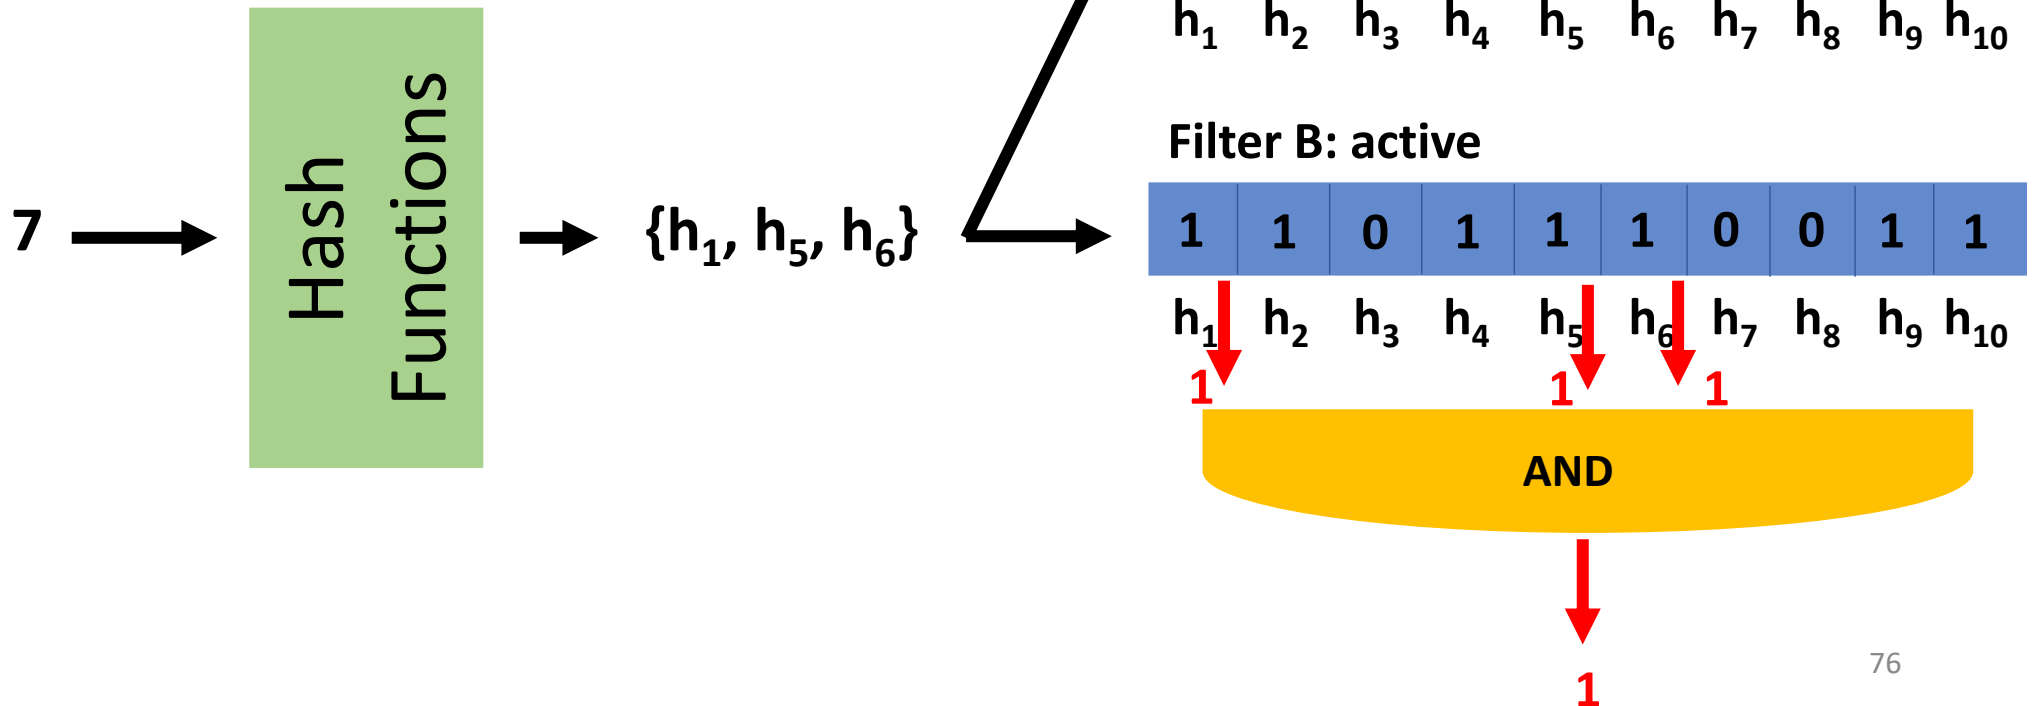 h1 h2 h3 h4 h5 h6 h7 h8 h9 h10
Filter B: active
7
Hash
Functions
{h1, h5, h6}
1 1 0 1 1 1 0 0 1 1
h1 h2 h3 h4 h5 h6 h7 h8 h9 h10
1 1 1
AND
1
76